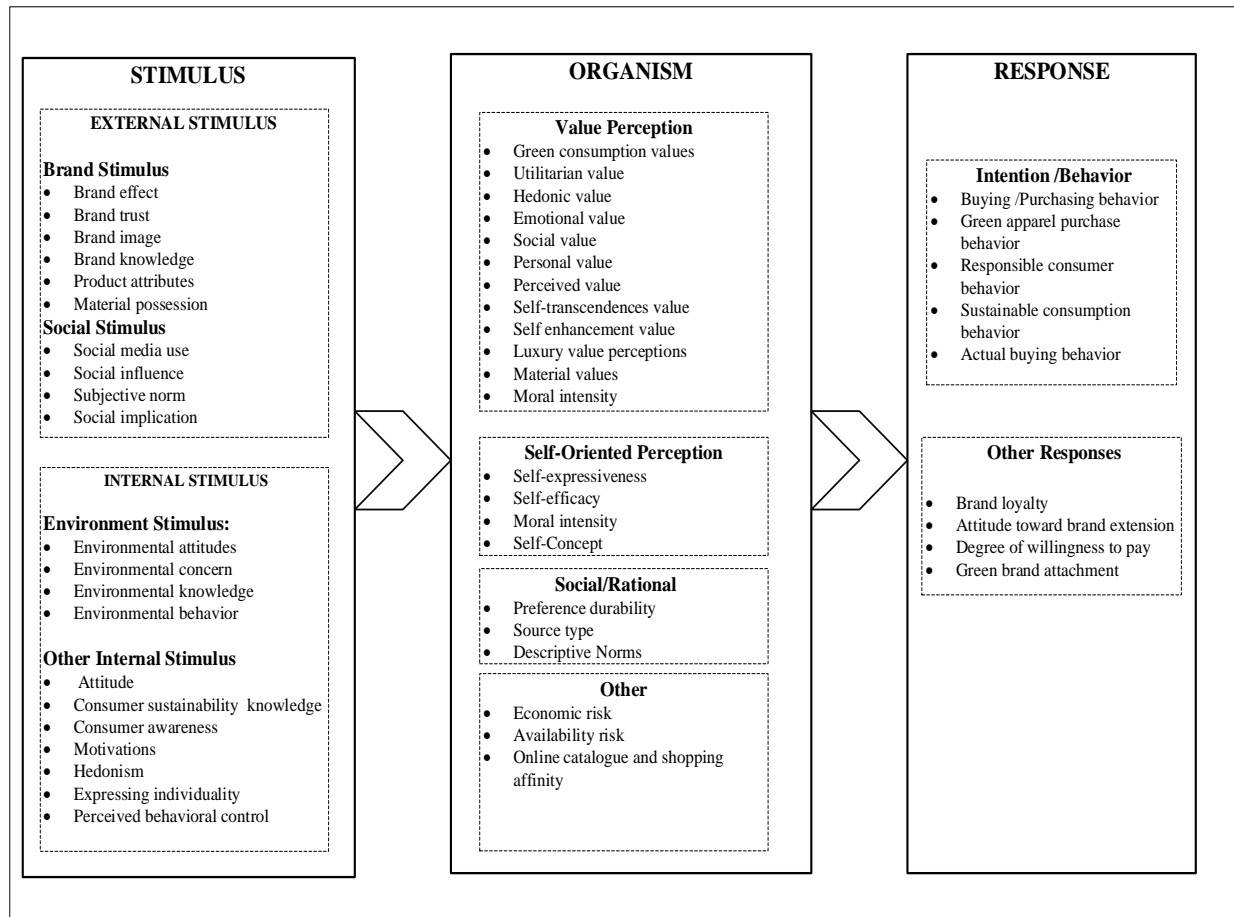 STIMULUS
EXTERNAL STIMULUS
Brand Stimulus
• Brand effect
• Brand trust
• Brand image
• Brand knowledge
• Product attributes
• Material possession
Social Stimulus
• Social media use
• Social influence
• Subjective norm
• Social implication
INTERNAL STIMULUS
Environment Stimulus:
• Environmental attitudes
• Environmental concern
• Environmental knowledge
• Environmental behavior
Other Internal Stimulus
• Attitude
• Consumer sustainability knowledge
• Consumer awareness
• Motivations
• Hedonism
• Expressing individuality
• Perceived behavioral control
ORGANISM
Value Perception
• Green consumption values
• Utilitarian value
• Hedonic value
• Emotional value
• Social value
• Personal value
• Perceived value
• Self-transcendences value
• Self enhancement value
• Luxury value perceptions
• Material values
• Moral intensity
Self-Oriented Perception
• Self-expressiveness
• Self-efficacy
• Moral intensity
• Self-Concept
Social/Rational
• Preference durability
• Source type
• Descriptive Norms
Other
• Economic risk
• Availability risk
• Online catalogue and shopping
affinity
RESPONSE
Intention /Behavior
• Buying /Purchasing behavior
• Green apparel purchase
behavior
• Responsible consumer
behavior
• Sustainable consumption
behavior
• Actual buying behavior
Other Responses
• Brand loyalty
• Attitude toward brand extension
• Degree of willingness to pay
• Green brand attachment